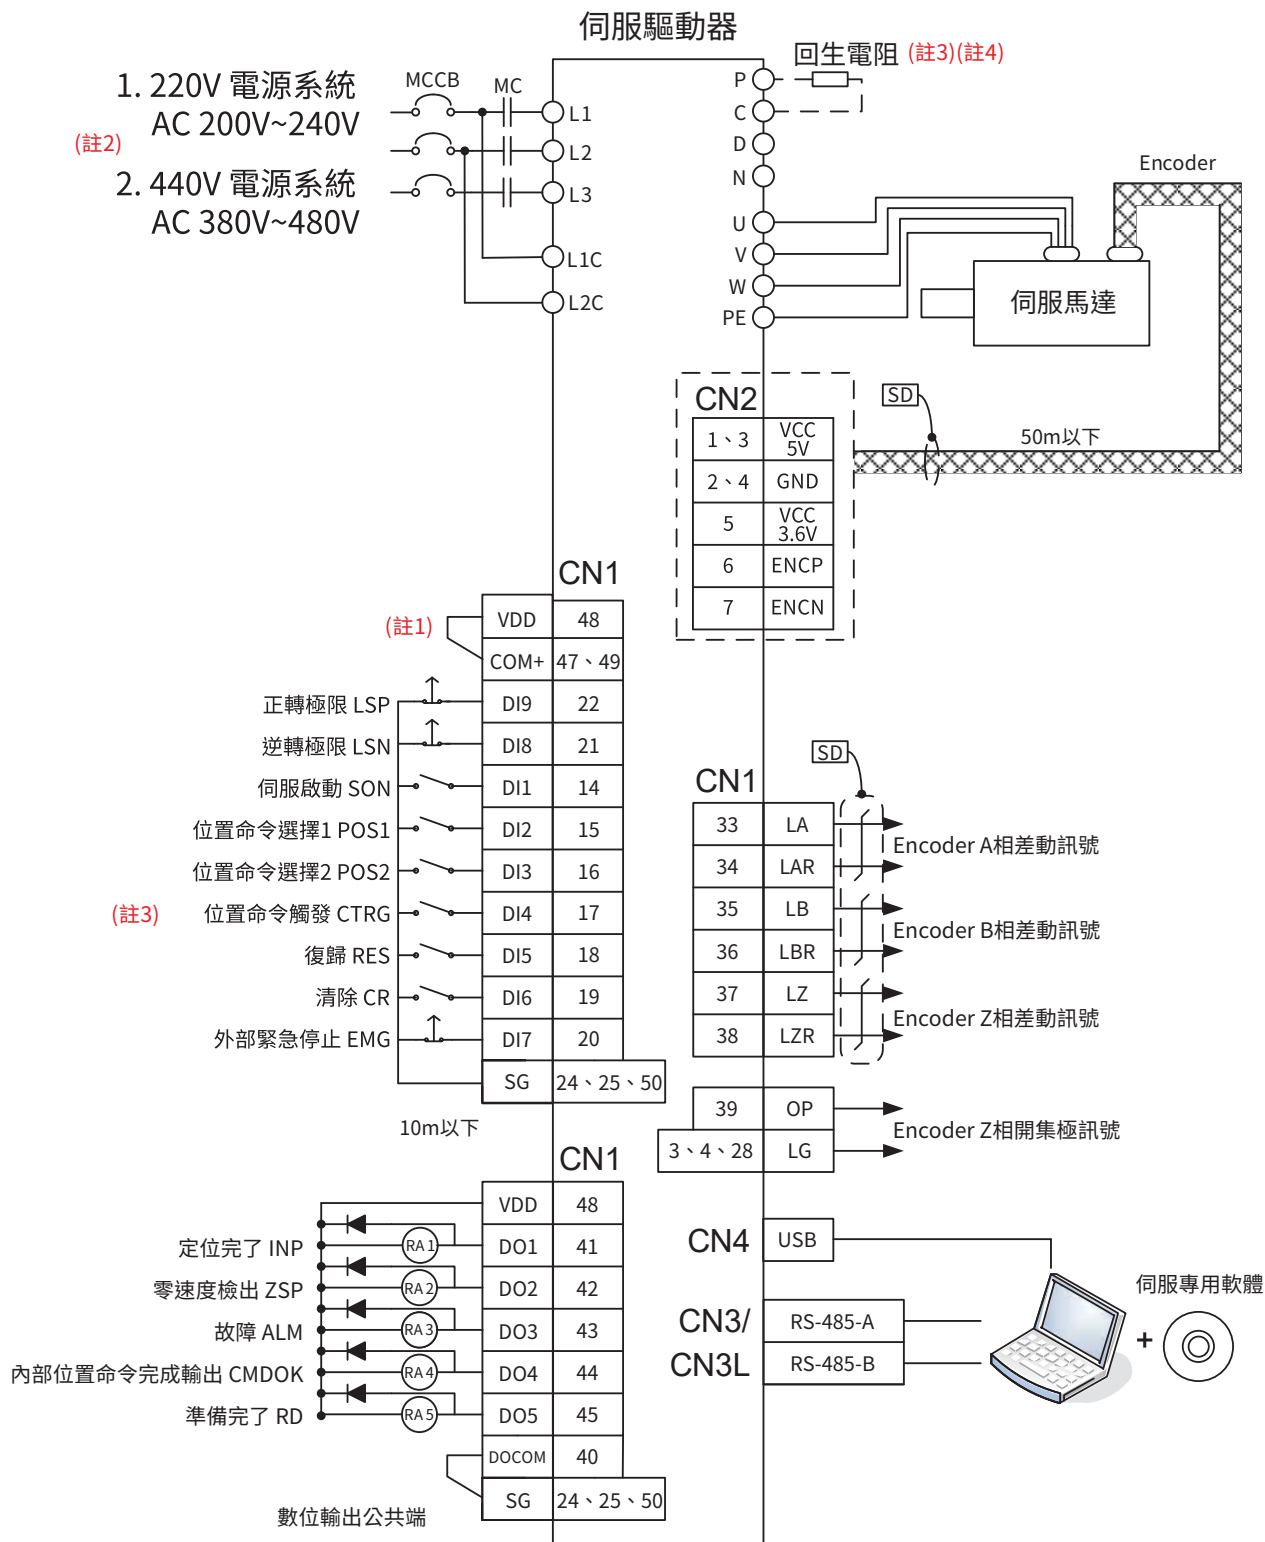 伺服驅動器
1. 220V 電源系統
AC 200V~240V
(註2)
2. 440V 電源系統
AC 380V~480V
MCCB
MC
L1
L2
L3
L1C
L2C
回生電阻 (註3)(註4)
P
C
D
N
U
V
W
PE
Encoder
伺服馬達
SD
50m以下
CN2
1、3 VCC 5V
2、4 GND
5 VCC 3.6V
6 ENCP
7 ENCN
CN1
(註1)
VDD 48
COM+ 47、49
正轉極限 LSP DI9 22
逆轉極限 LSN DI8 21
伺服啟動 SON DI1 14
位置命令選擇1 POS1 DI2 15
位置命令選擇2 POS2 DI3 16
(註3) 位置命令觸發 CTRG DI4 17
復歸 RES DI5 18
清除 CR DI6 19
外部緊急停止 EMG DI7 20
SG 24、25、50
10m以下
SD
CN1
33 LA
34 LAR
Encoder A相差動訊號
35 LB
36 LBR
Encoder B相差動訊號
37 LZ
38 LZR
Encoder Z相差動訊號
39 OP
3、4、28 LG
Encoder Z相開集極訊號
CN1
VDD 48
定位完了 INP RA1 DO1 41
零速度檢出 ZSP RA2 DO2 42
故障 ALM RA3 DO3 43
內部位置命令完成輸出 CMDOK RA4 DO4 44
準備完了 RD RA5 DO5 45
DOCOM 40
SG 24、25、50
數位輸出公共端
CN4 USB
CN3/ RS-485-A
CN3L RS-485-B
伺服專用軟體
+